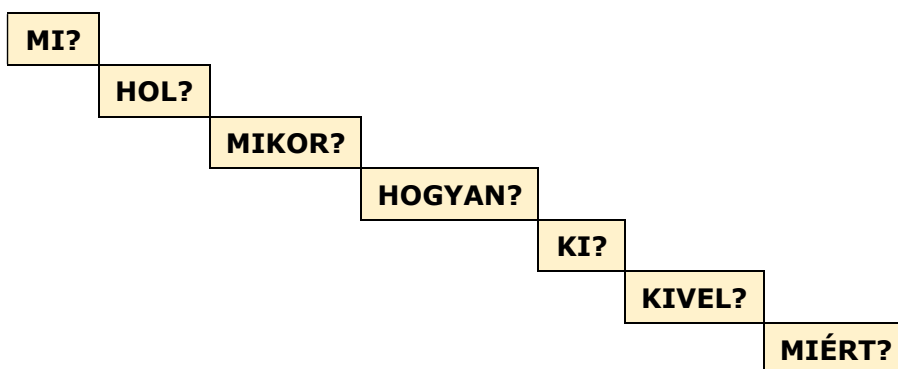 MI?
HOL?
MIKOR?
HOGYAN?
KI?
KIVEL?
MIÉRT?